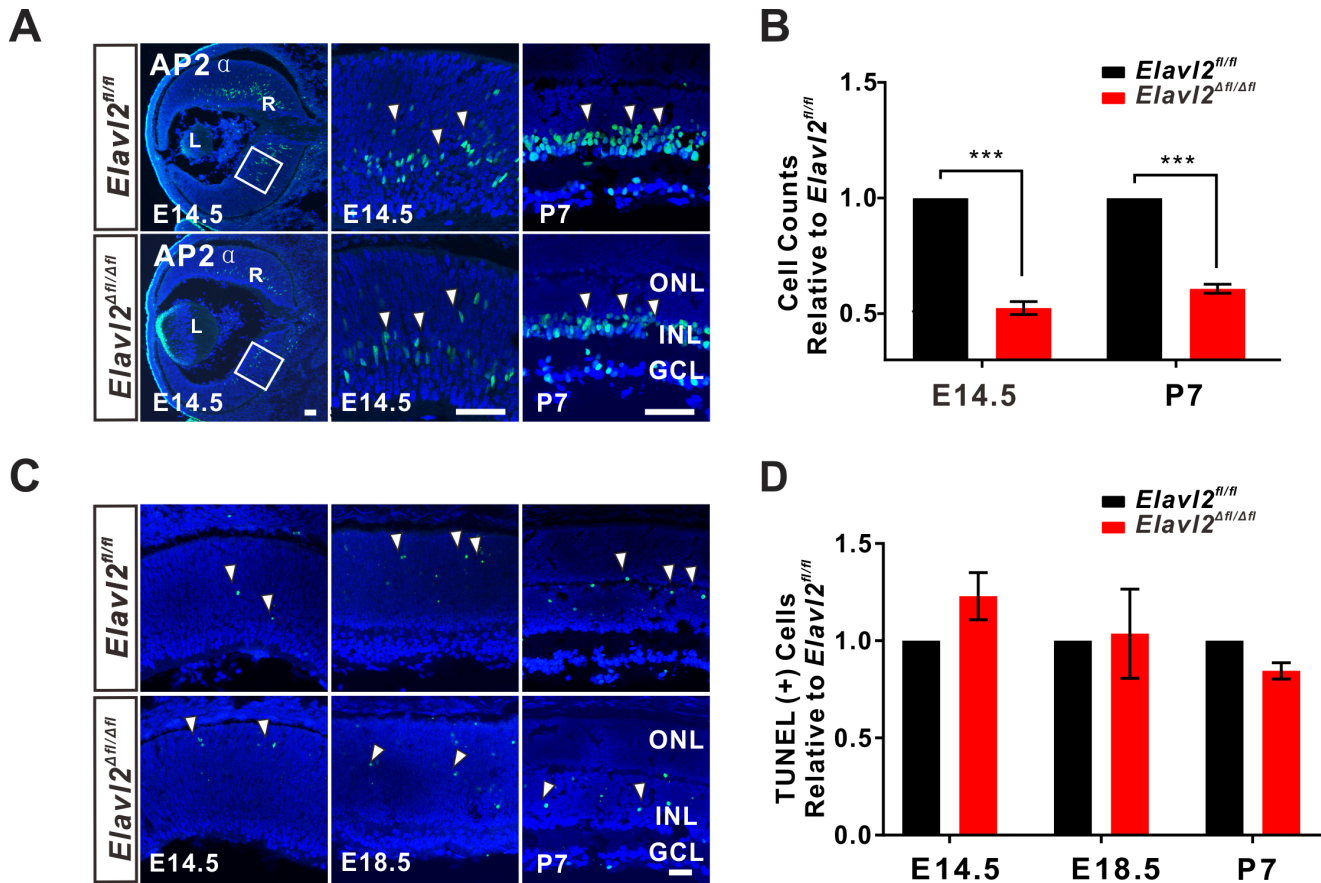 A
Elavl2fl/fl
AP2 α
R
L
E14.5
E14.5
P7
Elavl2Δfl/Δfl
AP2 α
R
L
E14.5
E14.5
ONL
INL
GCL
P7
B
Elavl2fl/fl
Elavl2Δfl/Δfl
Cell Counts
Relative to Elavl2fl/fl
1.5
1.0
0.5
***
***
E14.5
P7
C
Elavl2fl/fl
Elavl2Δfl/Δfl
E14.5
E18.5
ONL
INL
GCL
P7
D
Elavl2fl/fl
Elavl2Δfl/Δfl
TUNEL (+) Cells
Relative to Elavl2fl/fl
1.5
1.0
0.5
0.0
E14.5
E18.5
P7